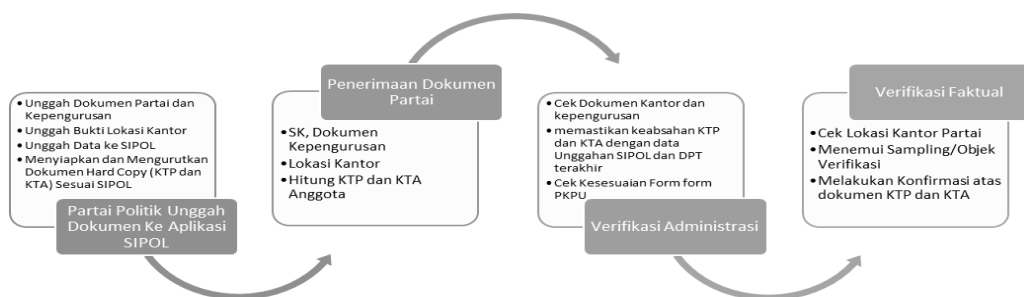 • Unggah Dokumen Partai dan
Kepengurusan
• Unggah Bukti Lokasi Kantor
• Unggah Data ke SIPOL
• Menyiapkan dan Mengurutkan
Dokumen Hard Copy (KTP dan
KTA) Sesuai SIPOL
Partai Politik Unggah
Dokumen Ke Aplikasi
SIPOL
Penerimaan Dokumen
Partai
• SK, Dokumen
Kepengurusan
• Lokasi Kantor
• Hitung KTP dan KTA
Anggota
• Cek Dokumen Kantor dan
kepengurusan
• memastikan keabsahan KTP
dan KTA dengan data
Unggahan SIPOL dan DPT
terakhir
• Cek Kesesuaian Form form
PKPU
Verifikasi Administrasi
Verifikasi Faktual
• Cek Lokasi Kantor Partai
• Menemui Sampling/Objek
Verifikasi
• Melakukan Konfirmasi atas
dokumen KTP dan KTA